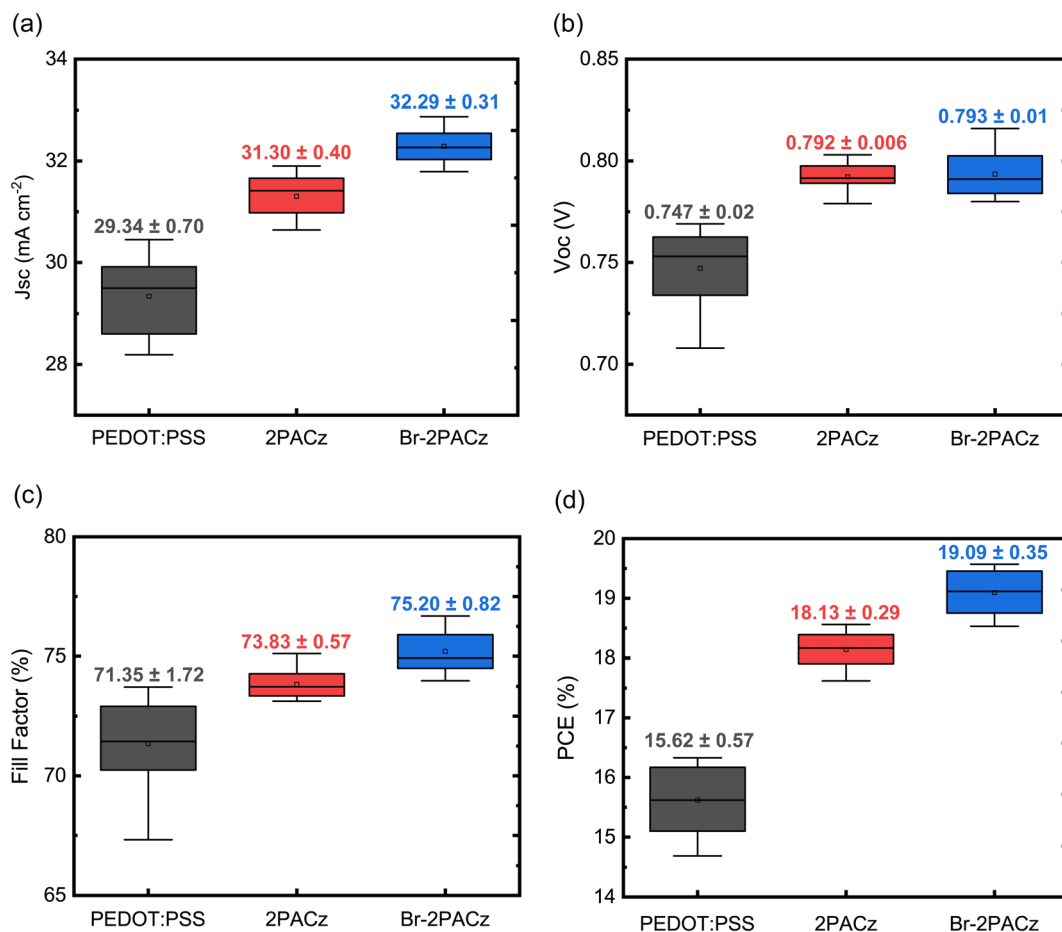 (a)
34
32
30
28
Jsc (mA cm⁻²)
29.34 ± 0.70
31.30 ± 0.40
32.29 ± 0.31
PEDOT:PSS
2PACz
Br-2PACz
(b)
0.85
0.80
0.75
0.70
Voc (V)
0.747 ± 0.02
0.792 ± 0.006
0.793 ± 0.01
PEDOT:PSS
2PACz
Br-2PACz
(c)
80
75
70
65
Fill Factor (%)
71.35 ± 1.72
73.83 ± 0.57
75.20 ± 0.82
PEDOT:PSS
2PACz
Br-2PACz
(d)
20
19
18
17
16
15
14
PCE (%)
15.62 ± 0.57
18.13 ± 0.29
19.09 ± 0.35
PEDOT:PSS
2PACz
Br-2PACz